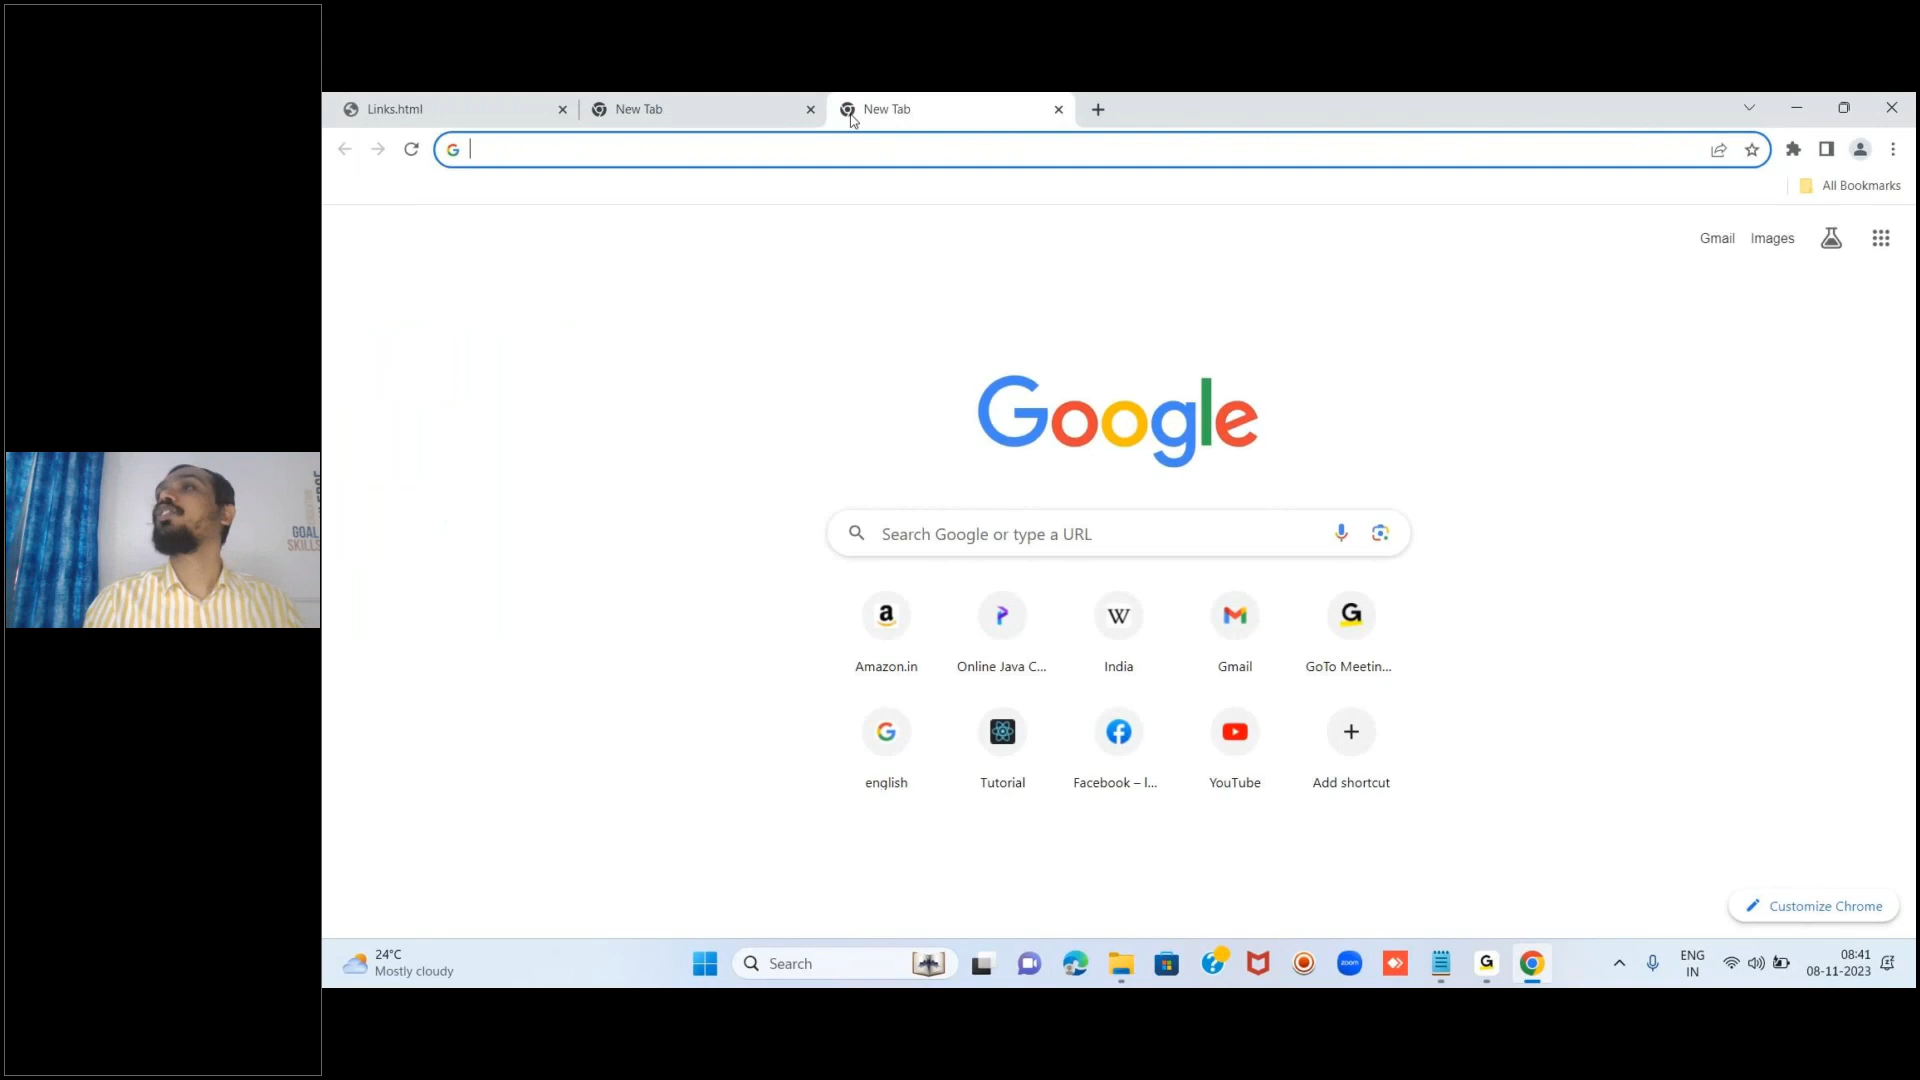 Links.html
New Tab
New Tab
All Bookmarks
Gmail
Images
Google
Search Google or type a URL
Amazon.in
Online Java C...
India
Gmail
GoTo Meetin...
english
Tutorial
Facebook – l...
YouTube
Add shortcut
Customize Chrome
GOAL
SKILLS
24°C
Mostly cloudy
Search
zoom
ENG
IN
08:41
08-11-2023